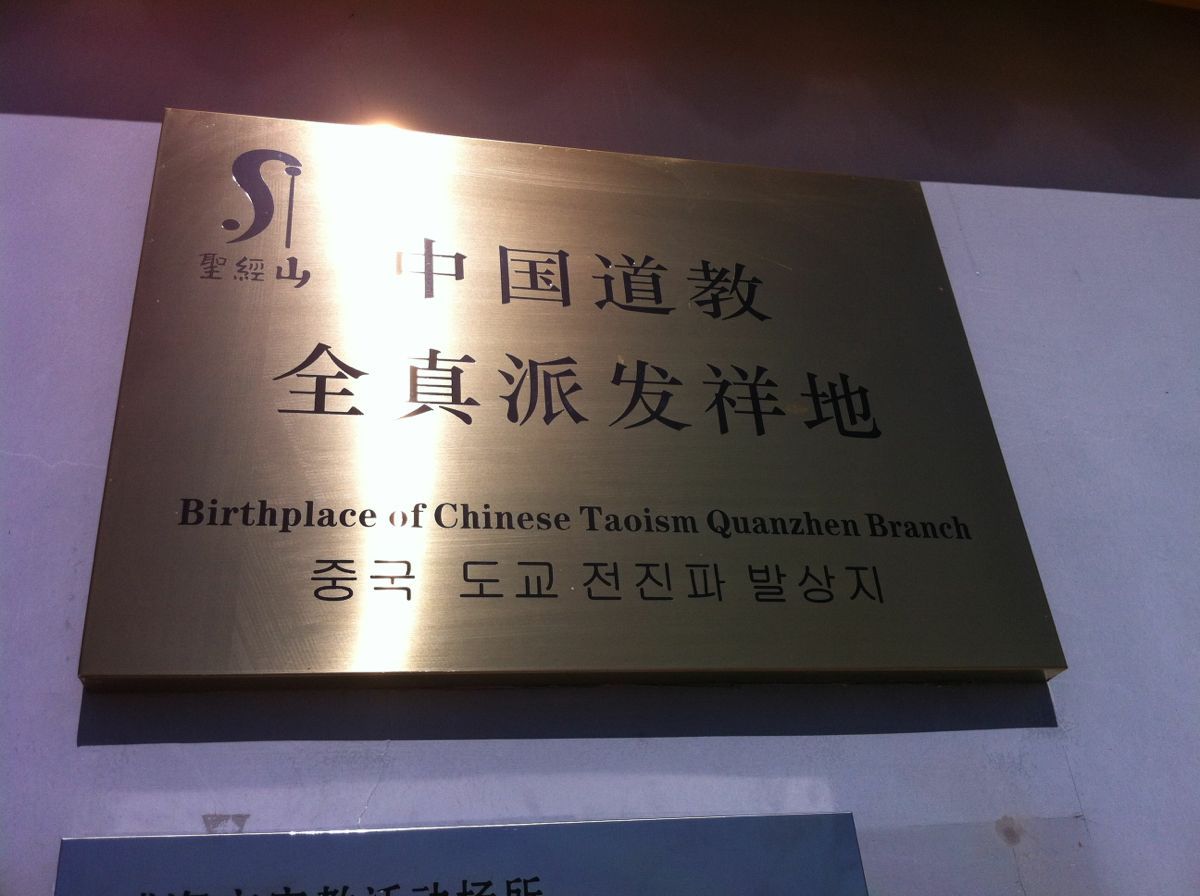 聖經山
中国道教
全真派发祥地
Birthplace of Chinese Taoism Quanzhen Branch
중국 도교 전진파 발상지